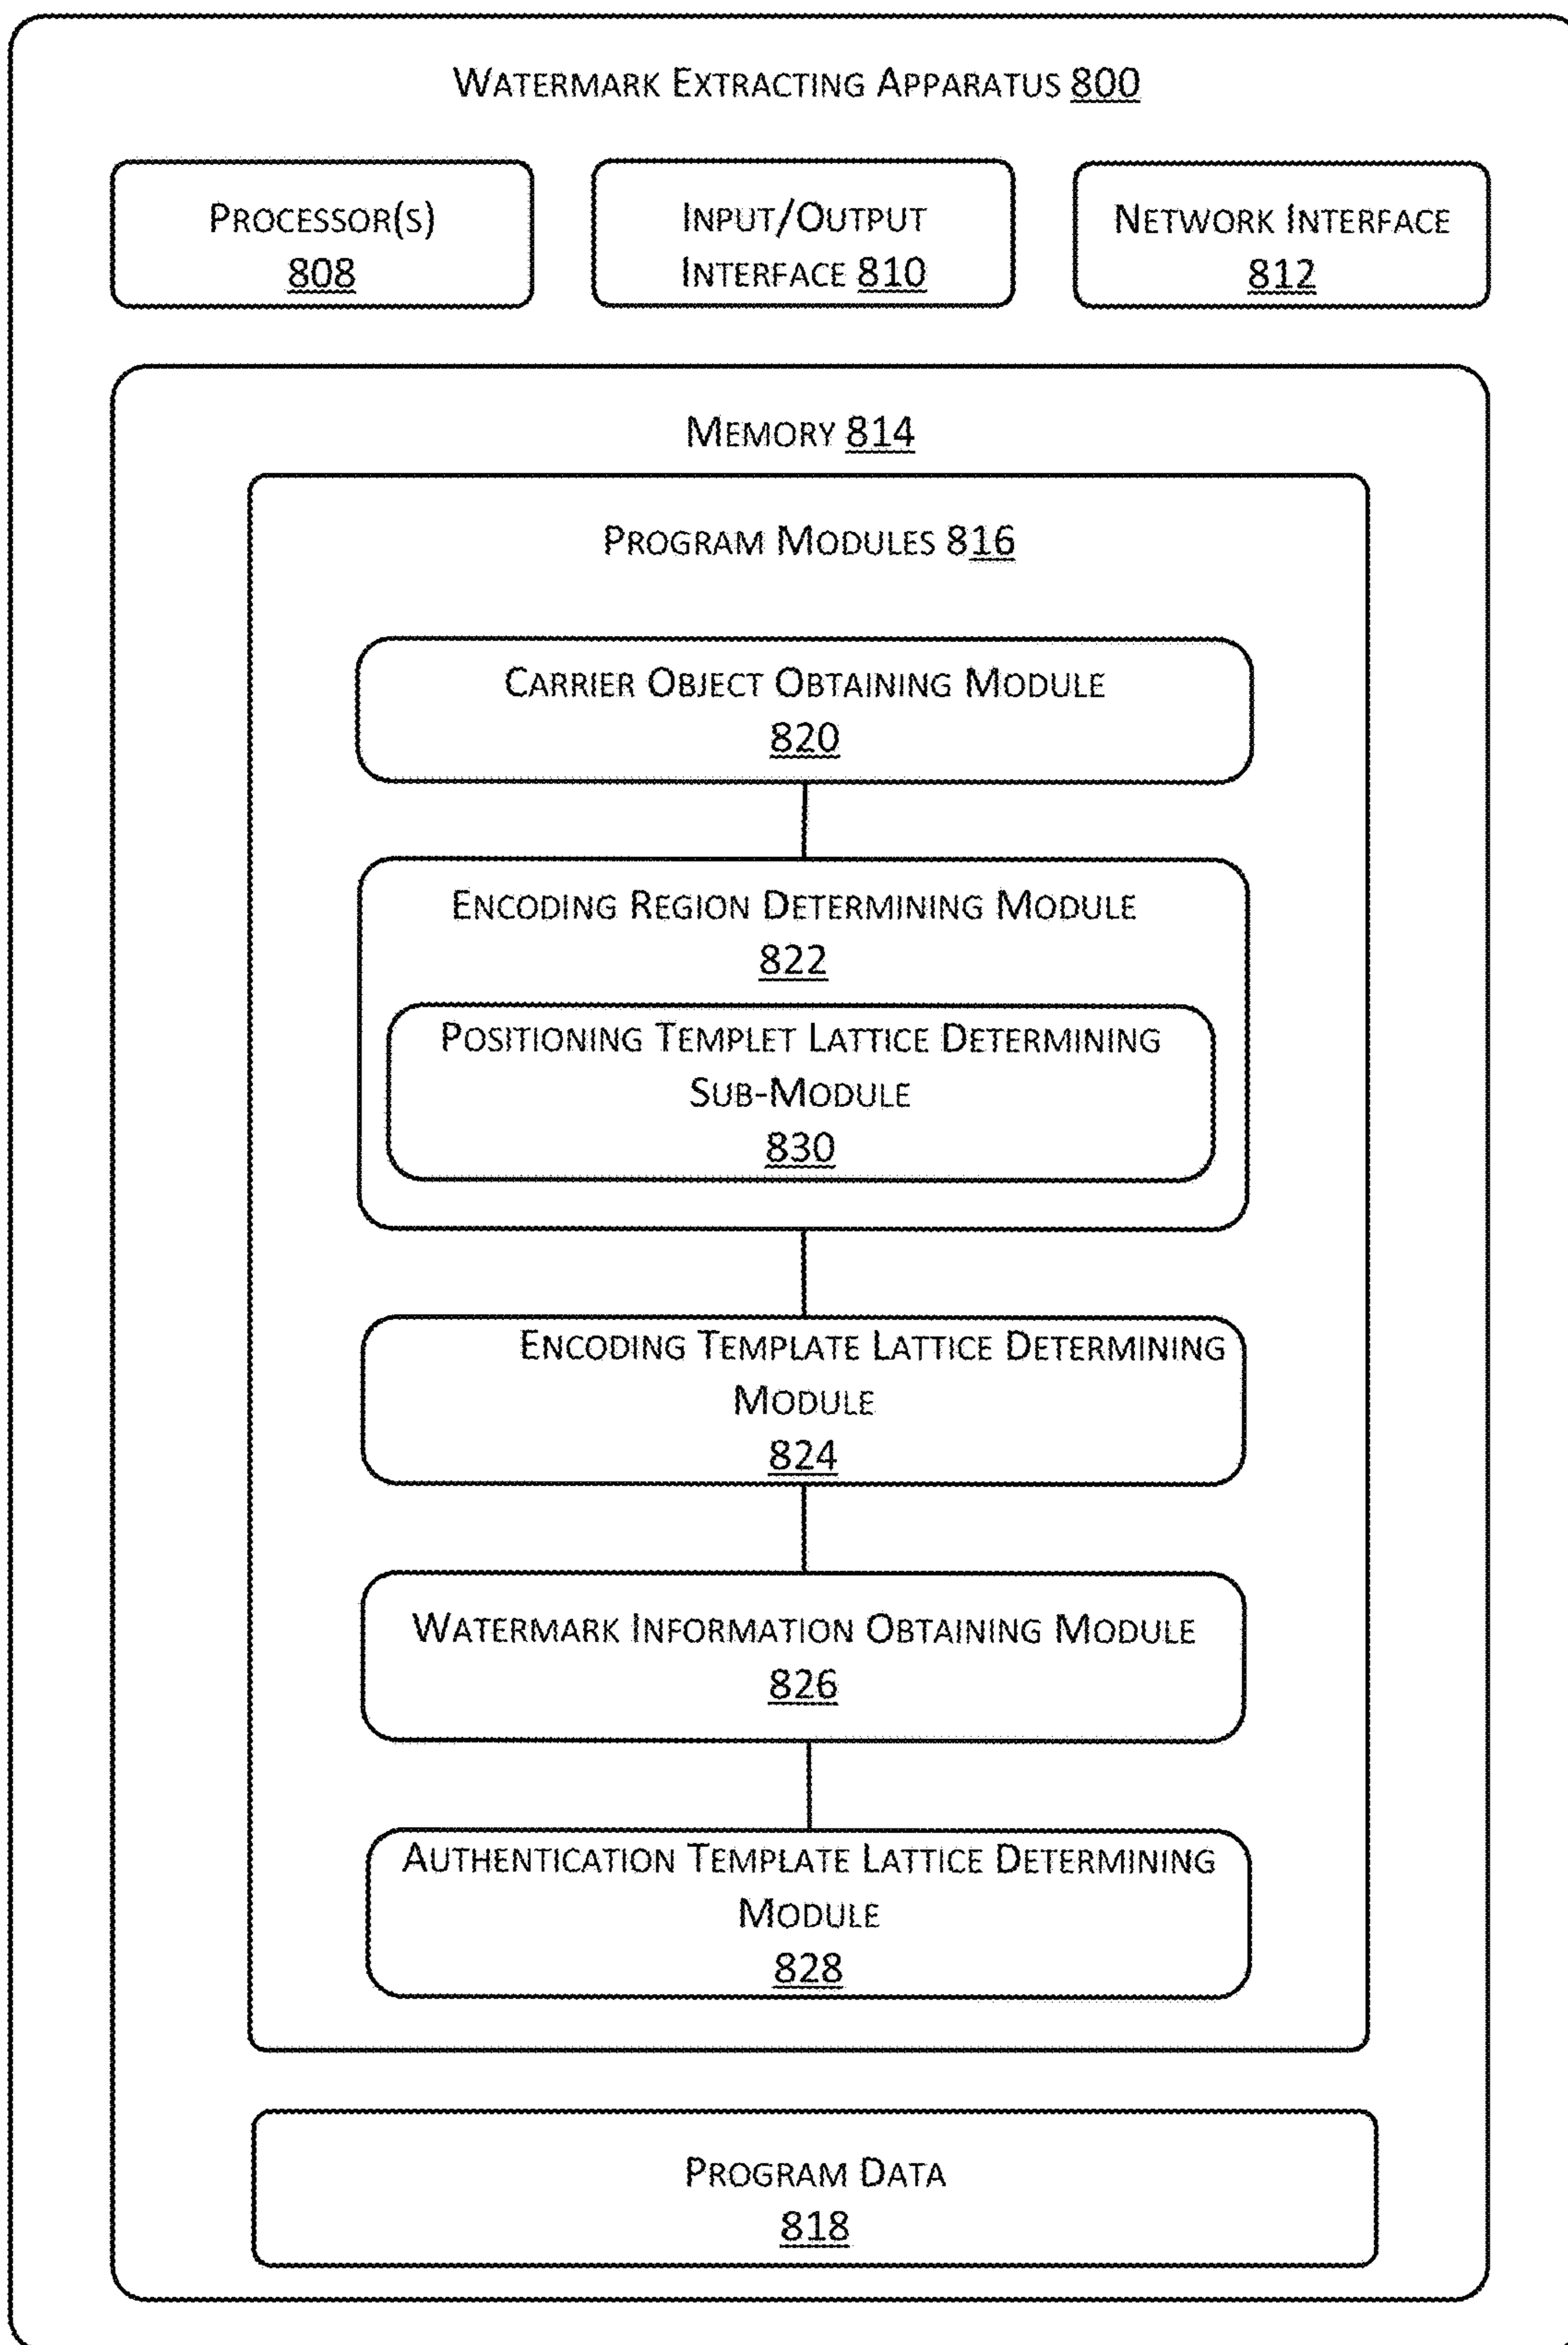 WATERMARK EXTRACTING APPARATUS 800
PROCESSOR(S)
808
INPUT/OUTPUT
INTERFACE 810
NETWORK INTERFACE
812
MEMORY 814
PROGRAM MODULES 816
CARRIER OBJECT OBTAINING MODULE
820
ENCODING REGION DETERMINING MODULE
822
POSITIONING TEMPLET LATTICE DETERMINING
SUB-MODULE
830
ENCODING TEMPLATE LATTICE DETERMINING
MODULE
824
WATERMARK INFORMATION OBTAINING MODULE
826
AUTHENTICATION TEMPLATE LATTICE DETERMINING
MODULE
828
PROGRAM DATA
818